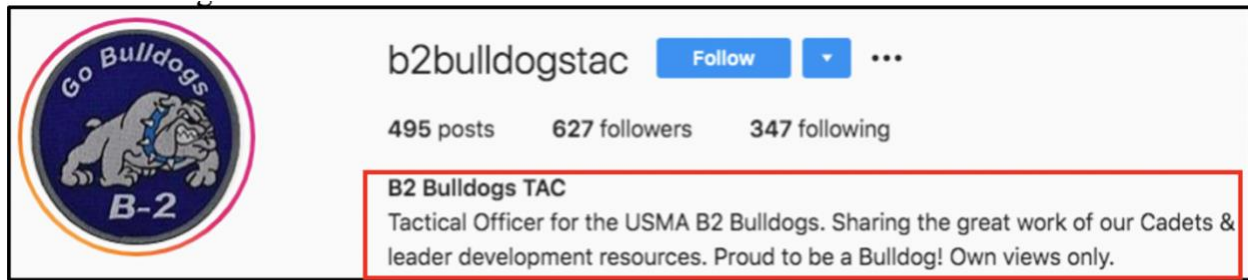 Go Bulldogs
B-2
b2bulldogstac Follow
495 posts 627 followers 347 following
B2 Bulldogs TAC
Tactical Officer for the USMA B2 Bulldogs. Sharing the great work of our Cadets &
leader development resources. Proud to be a Bulldog! Own views only.